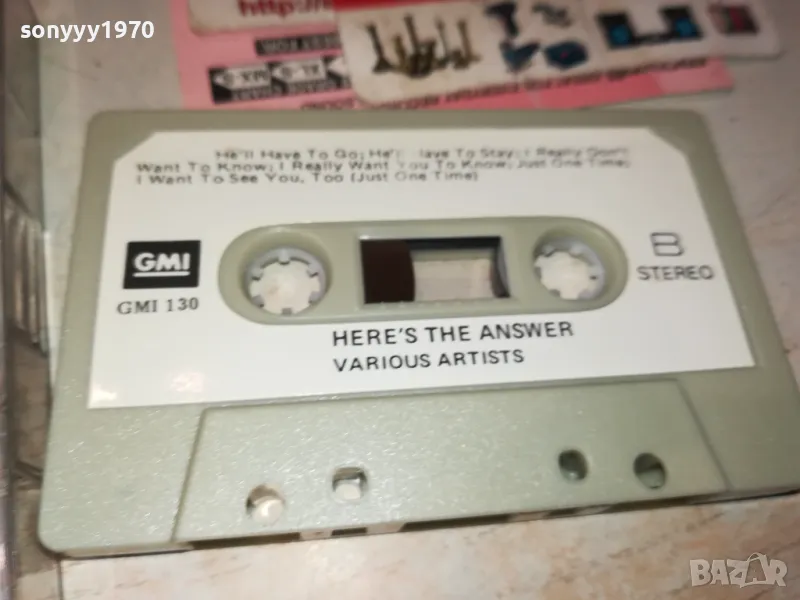 sonyyy1970
http://
He'll Have To Go; He'll Have To Stay; I Really Don't
Want To Know; I Really Want You To Know; Just One Time;
I Want To See You, Too (Just One Time)
GMI
GMI 130
B
STEREO
HERE'S THE ANSWER
VARIOUS ARTISTS
BAZAR